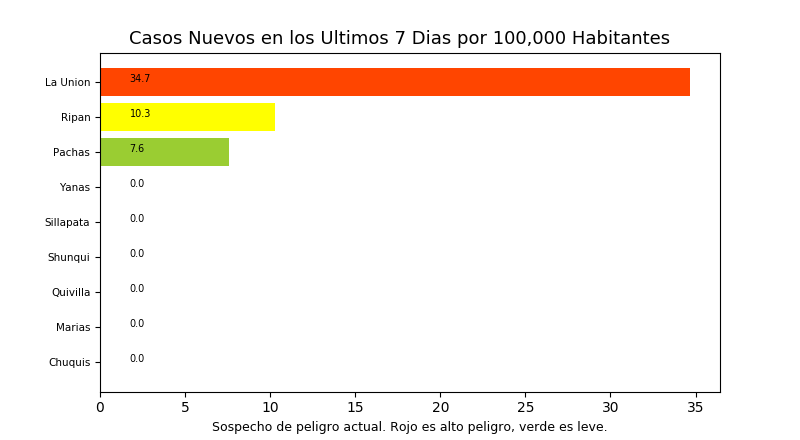 Casos Nuevos en los Ultimos 7 Dias por 100,000 Habitantes
La Union 34.7
Ripan 10.3
Pachas 7.6
Yanas 0.0
Sillapata 0.0
Shunqui 0.0
Quivilla 0.0
Marias 0.0
Chuquis 0.0
0 5 10 15 20 25 30 35
Sospecho de peligro actual. Rojo es alto peligro, verde es leve.